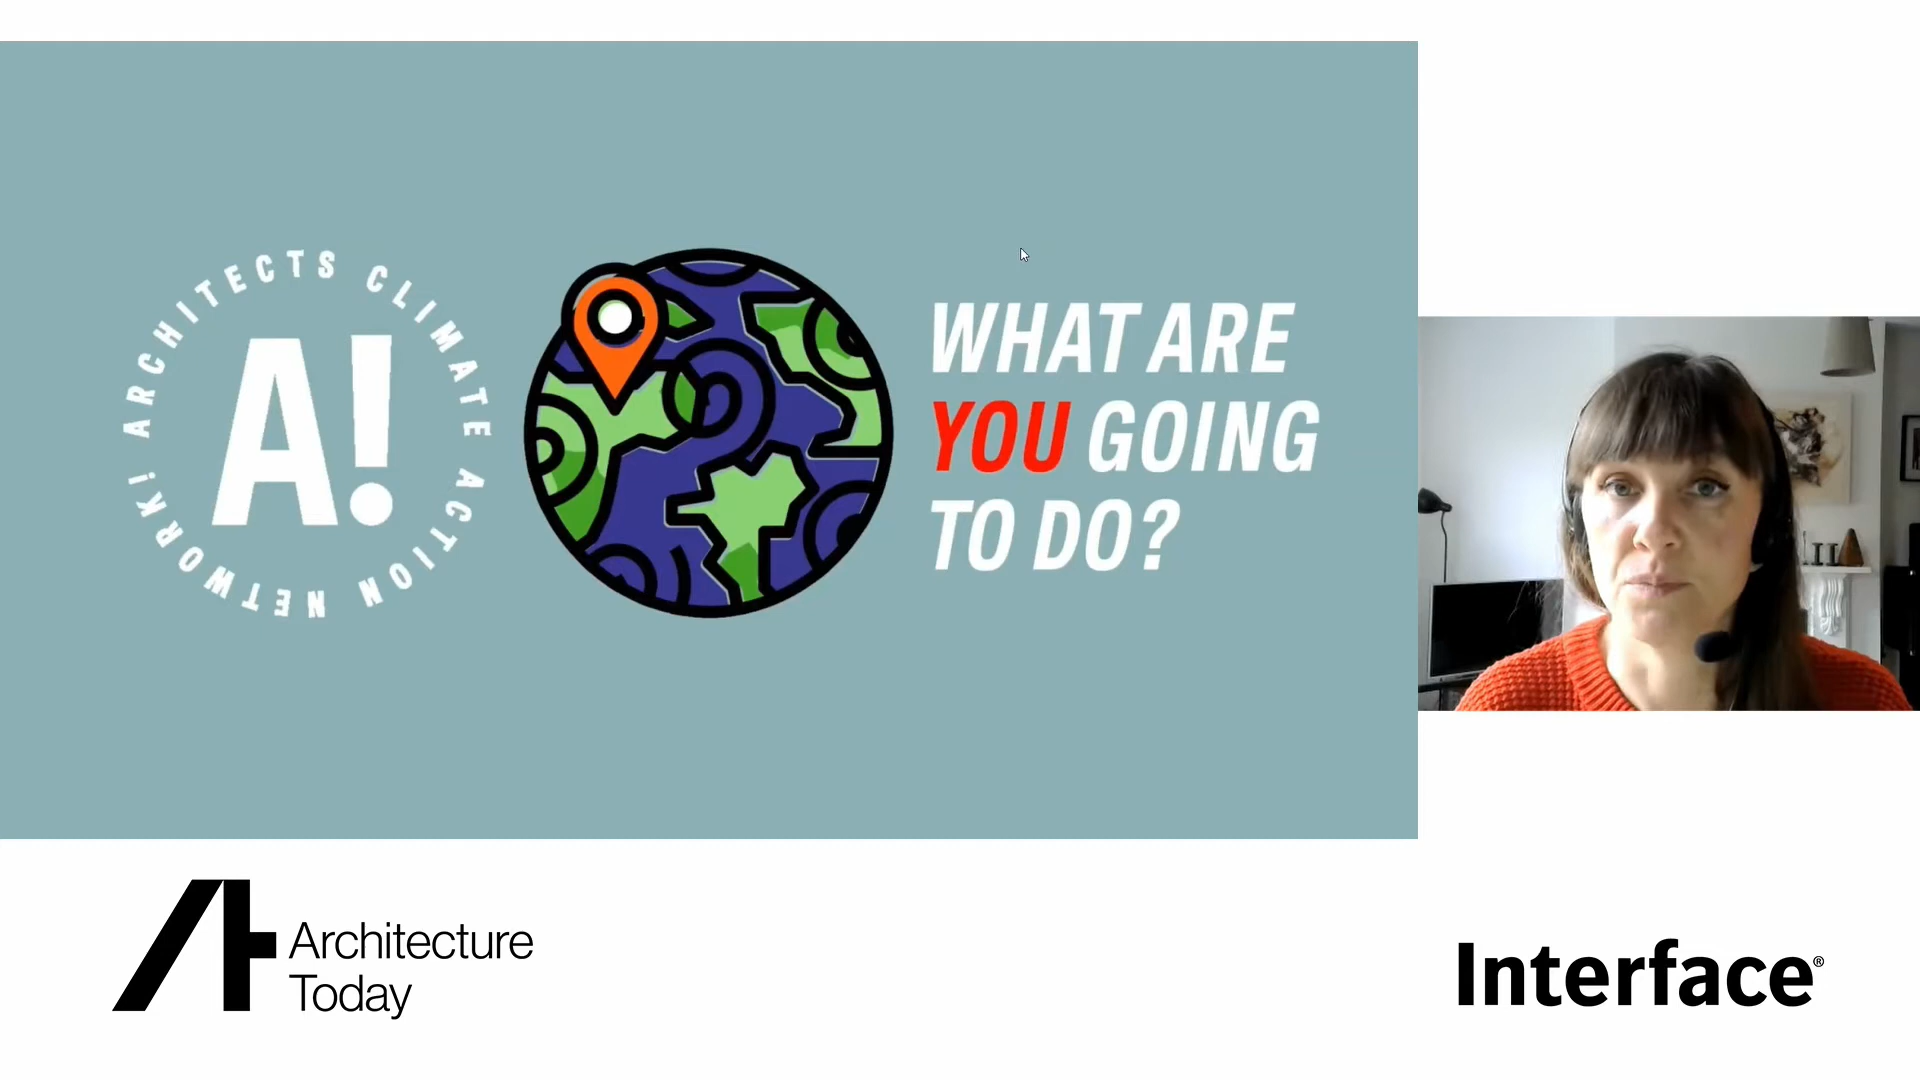 ARCHITECTS CLIMATE ACTION NETWORK!
A!
WHAT ARE
YOU GOING
TO DO?
Architecture
Today
Interface®